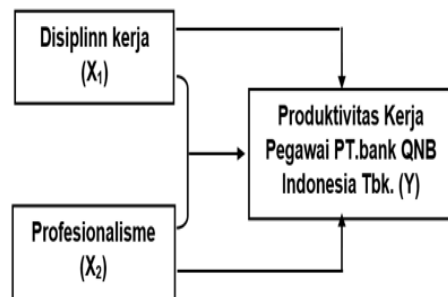 Disiplinn kerja
(X₁)
Produktivitas Kerja
Pegawai PT.bank QNB
Indonesia Tbk. (Y)
Profesionalisme
(X₂)